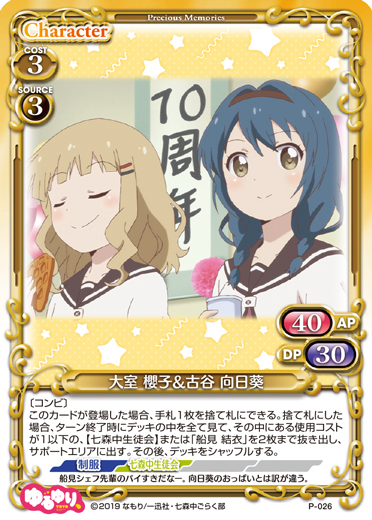 Precious Memories
Character
COST
3
SOURCE
3
10周年
40 AP
DP 30
大室 櫻子&古谷 向日葵
［コンビ］
このカードが登場した場合、手札1枚を捨て札にできる。捨て札にした
場合、ターン終了時にデッキの中を全て見て、その中にある使用コスト
が1以下の、【七森中生徒会】または「船見 結衣」を2枚まで抜き出し、
サポートエリアに出す。その後、デッキをシャッフルする。
制服 七森中生徒会
船見シェフ先輩のパイすきだなー。向日葵のおっぱいとは訳が違う。
ゆるゆり、
©2019 なもり/一迅社・七森中ごらく部 P-026